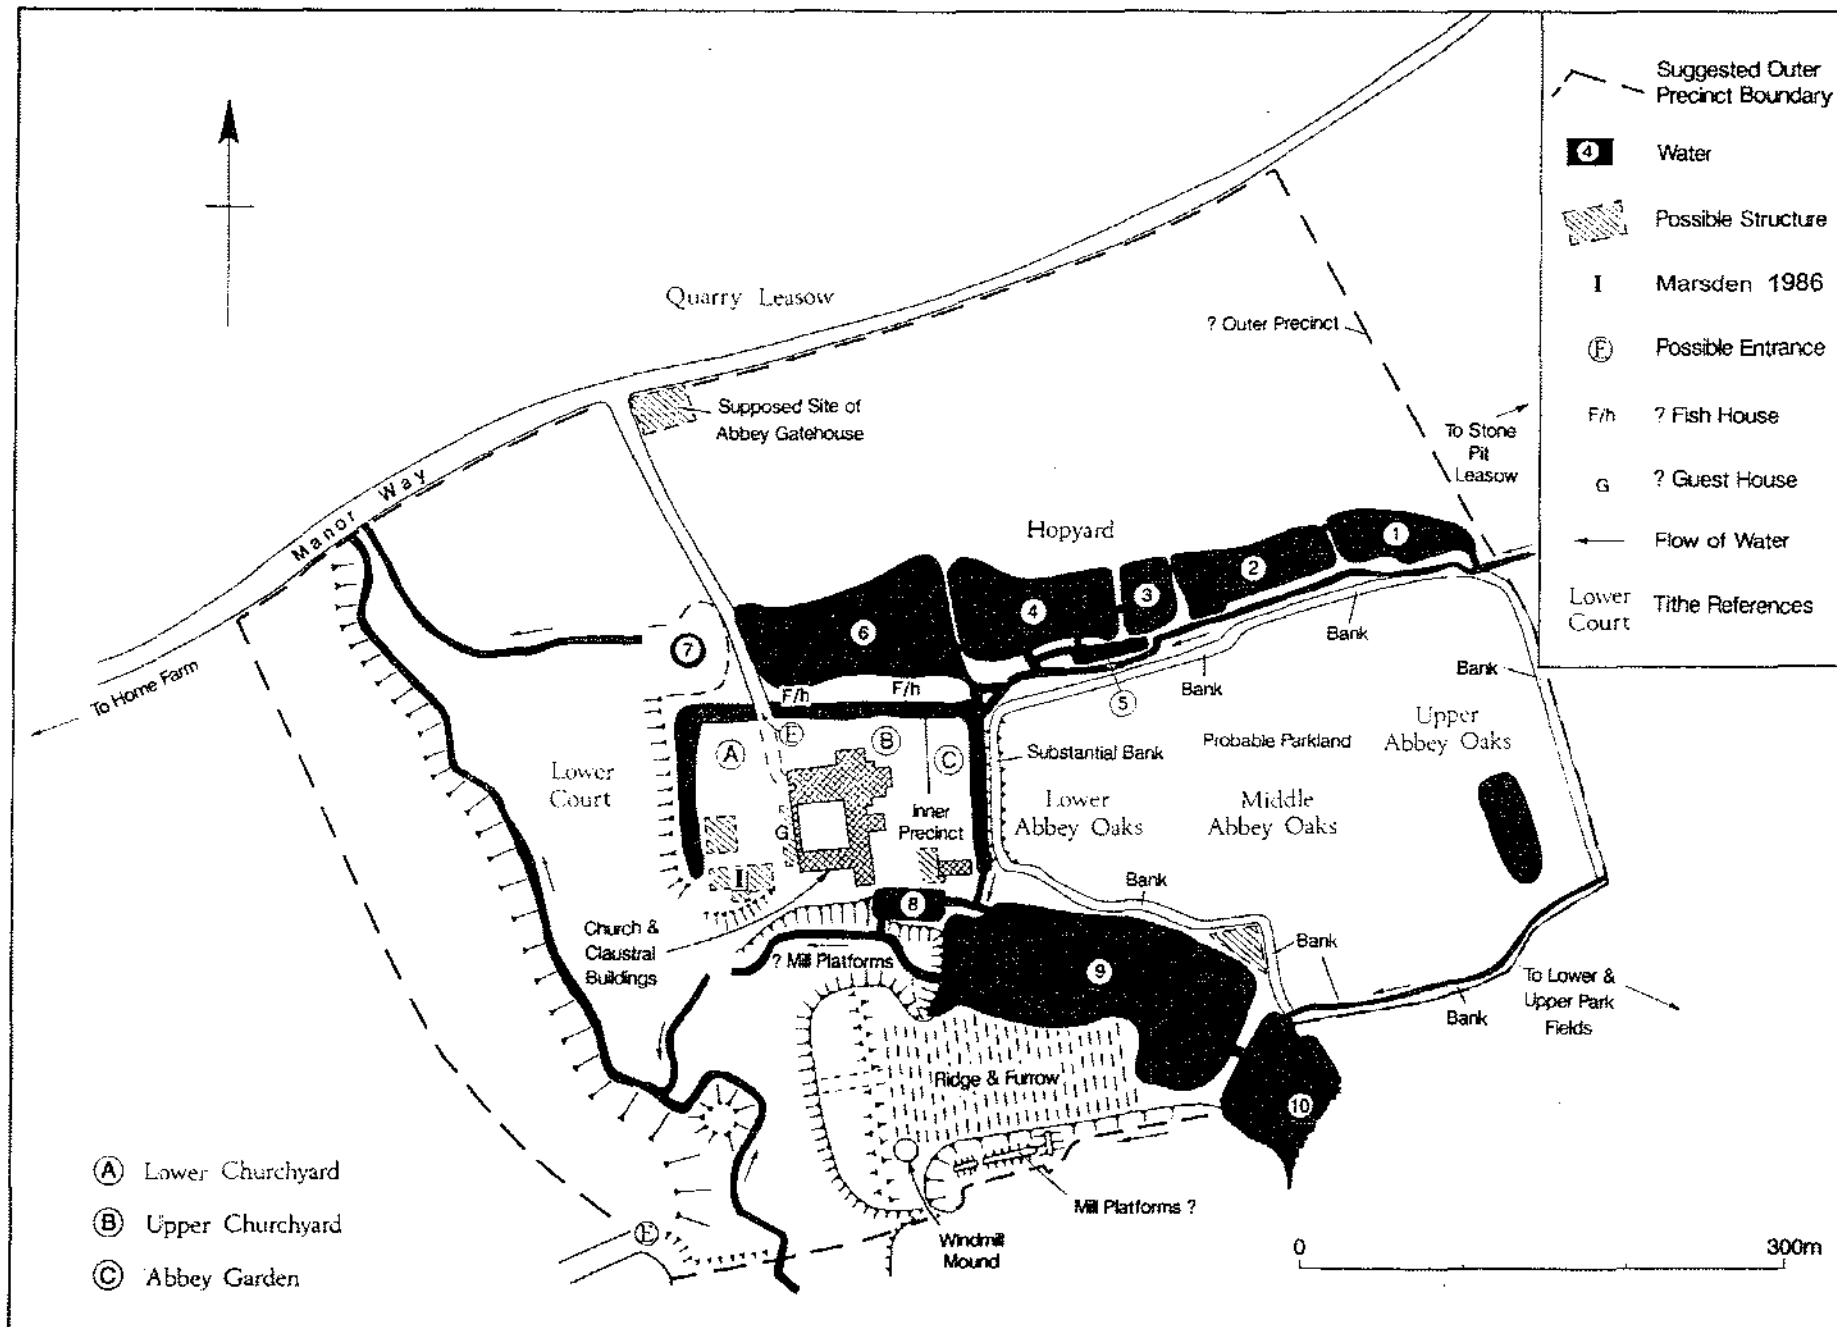 Suggested Outer
Precinct Boundary
4
Water
Possible Structure
I
Marsden 1986
E
Possible Entrance
F/h
? Fish House
G
? Guest House
Flow of Water
Lower
Court
Tithe References
Quarry Leasow
? Outer Precinct
Supposed Site of
Abbey Gatehouse
To Stone
Pit
Leasow
Manor Way
Hopyard
1
2
3
4
6
7
5
Bank
Bank
Bank
To Home Farm
F/h
F/h
E
A
B
C
Substantial Bank
Probable Parkland
Upper
Abbey Oaks
Lower
Court
Lower
Abbey Oaks
Middle
Abbey Oaks
G
Inner
Precinct
I
8
Bank
Church &
Claustral
Buildings
? Mill Platforms
9
Bank
To Lower &
Upper Park
Fields
Bank
Ridge & Furrow
10
Mill Platforms ?
Windmill
Mound
E
A Lower Churchyard
B Upper Churchyard
C Abbey Garden
0
300m